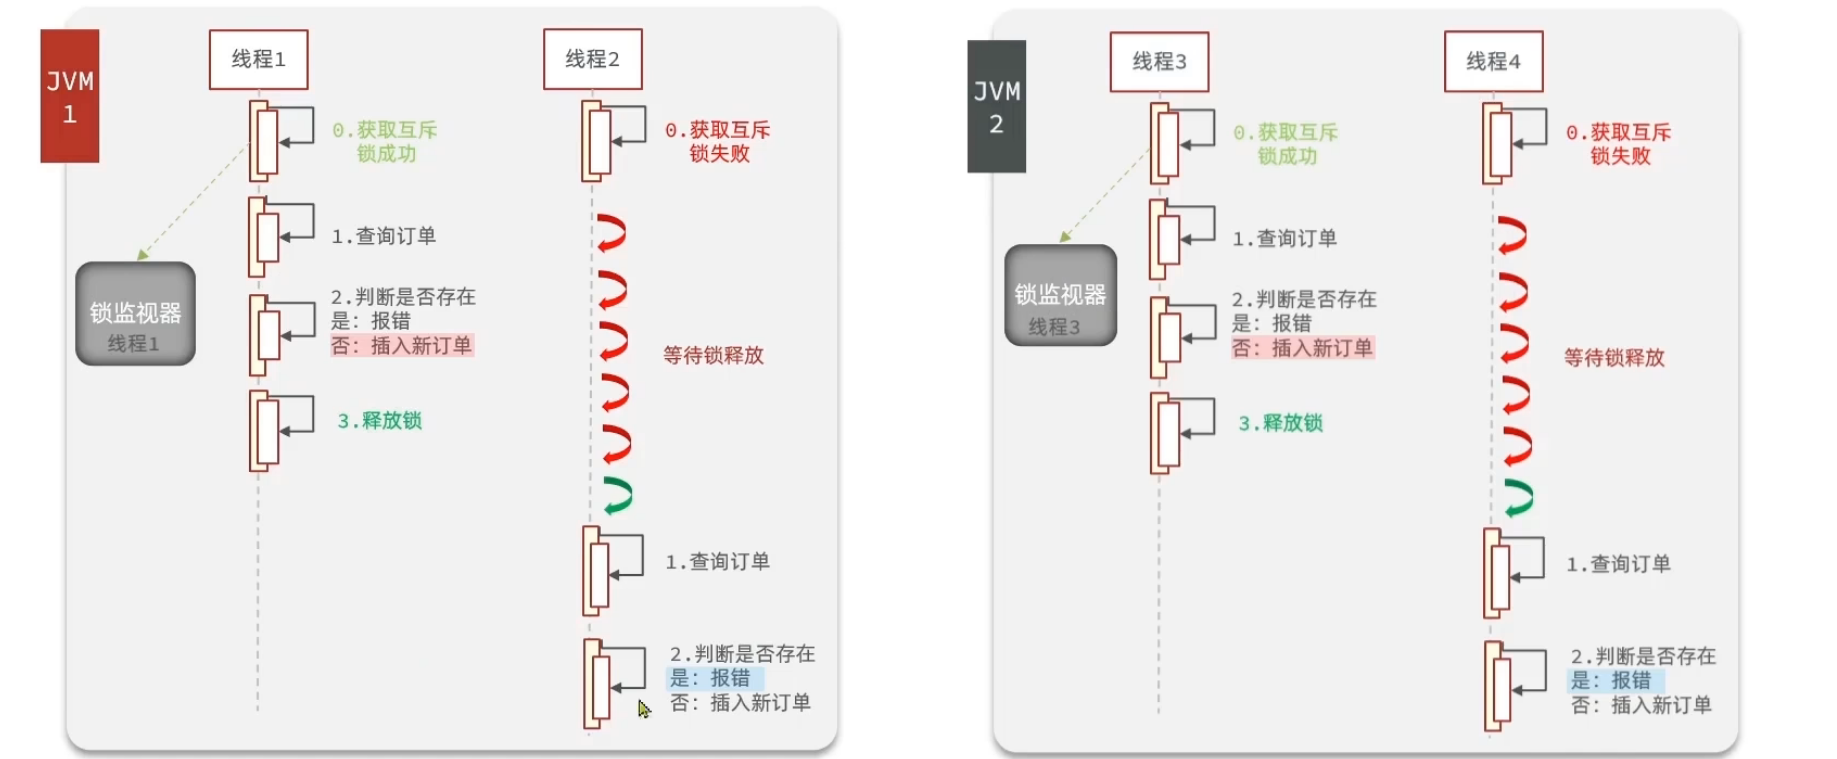 JVM
1
线程1
线程2
0.获取互斥
锁成功
0.获取互斥
锁失败
1.查询订单
锁监视器
线程1
2.判断是否存在
是: 报错
否: 插入新订单
等待锁释放
3.释放锁
1.查询订单
2.判断是否存在
是: 报错
否: 插入新订单
JVM
2
线程3
线程4
0.获取互斥
锁成功
0.获取互斥
锁失败
1.查询订单
锁监视器
线程3
2.判断是否存在
是: 报错
否: 插入新订单
等待锁释放
3.释放锁
1.查询订单
2.判断是否存在
是: 报错
否: 插入新订单